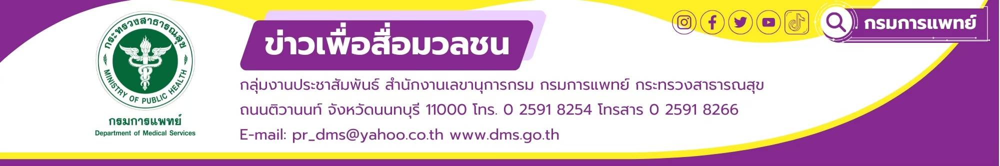 กระทรวงสาธารณสุข
MINISTRY OF PUBLIC HEALTH
กรมการแพทย์
Department of Medical Services
ข่าวเพื่อสื่อมวลชน
กรมการแพทย์
กลุ่มงานประชาสัมพันธ์ สำนักงานเลขานุการกรม กรมการแพทย์ กระทรวงสาธารณสุข
ถนนติวานนท์ จังหวัดนนทบุรี 11000 โทร. 0 2591 8254 โทรสาร 0 2591 8266
E-mail: pr_dms@yahoo.co.th www.dms.go.th